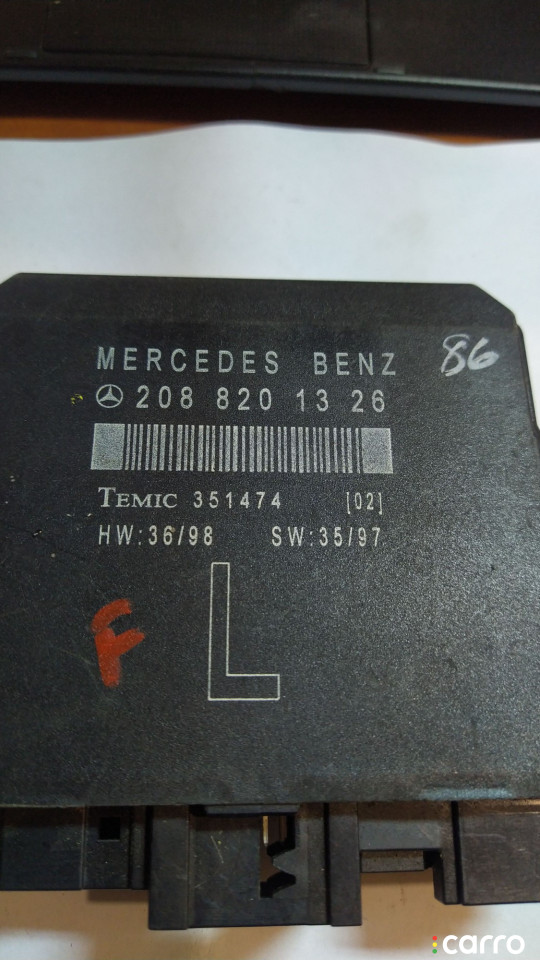 MERCEDES BENZ 86
208 820 13 26
TEMIC 351474 [02]
HW:36/98 SW:35/97
F
L
carro